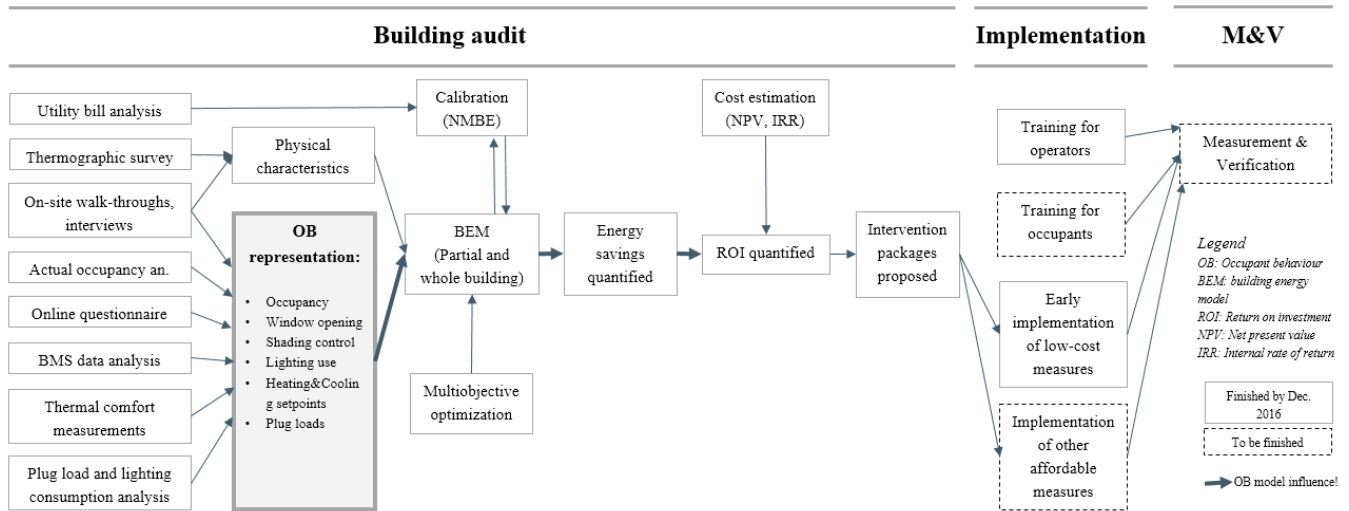 Building audit
Implementation
M&V
Utility bill analysis
Thermographic survey
On-site walk-throughs,
interviews
Actual occupancy an.
Online questionnaire
BMS data analysis
Thermal comfort
measurements
Plug load and lighting
consumption analysis
Physical
characteristics
OB
representation:
• Occupancy
• Window opening
• Shading control
• Lighting use
• Heating&Coolin
g setpoints
• Plug loads
Calibration
(NMBE)
BEM
(Partial and
whole building)
Multiobjective
optimization
Energy
savings
quantified
Cost estimation
(NPV, IRR)
ROI quantified
Intervention
packages
proposed
Training for
operators
Training for
occupants
Early
implementation
of low-cost
measures
Implementation
of other
affordable
measures
Measurement &
Verification
Legend
OB: Occupant behaviour
BEM: building energy
model
ROI: Return on investment
NPV: Net present value
IRR: Internal rate of return
Finished by Dec.
2016
To be finished
OB model influence!